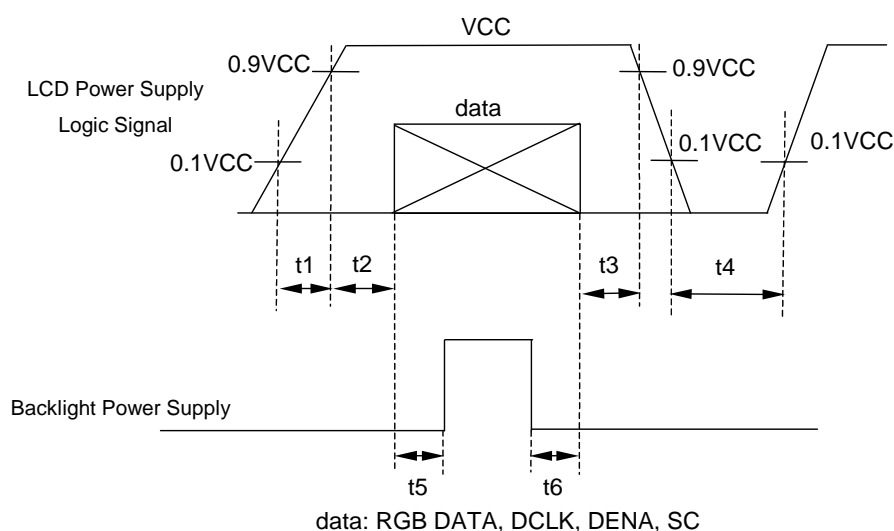 VCC
0.9VCC
0.9VCC
LCD Power Supply
Logic Signal
data
0.1VCC
0.1VCC
0.1VCC
t1
t2
t3
t4
Backlight Power Supply
t5
t6
data: RGB DATA, DCLK, DENA, SC